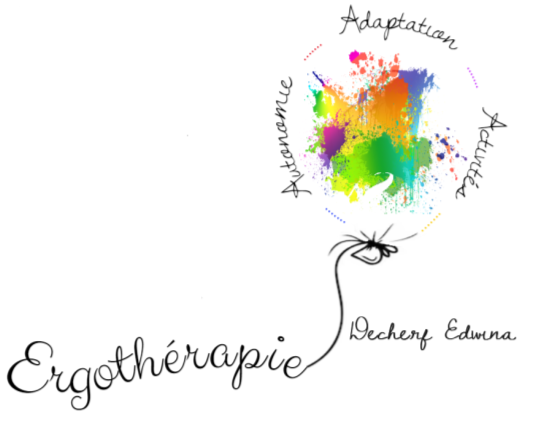 Adaptation
Autonomie
Activités
Decherf Edwina
Ergothérapie